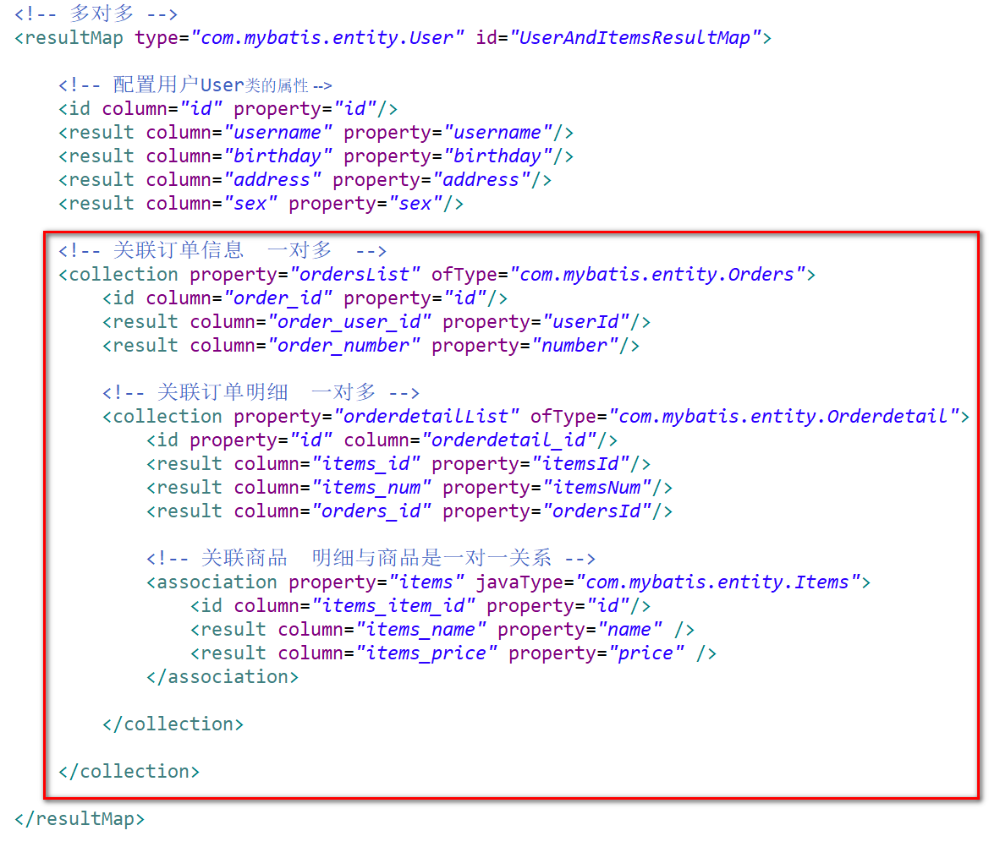 <!-- 多对多 -->
<resultMap type="com.mybatis.entity.User" id="UserAndItemsResultMap">
<!-- 配置用户User类的属性 -->
<id column="id" property="id"/>
<result column="username" property="username"/>
<result column="birthday" property="birthday"/>
<result column="address" property="address"/>
<result column="sex" property="sex"/>
<!-- 关联订单信息  一对多  -->
<collection property="ordersList" ofType="com.mybatis.entity.Orders">
<id column="order_id" property="id"/>
<result column="order_user_id" property="userId"/>
<result column="order_number" property="number"/>
<!-- 关联订单明细  一对多 -->
<collection property="orderdetailList" ofType="com.mybatis.entity.Orderdetail">
<id property="id" column="orderdetail_id"/>
<result column="items_id" property="itemsId"/>
<result column="items_num" property="itemsNum"/>
<result column="orders_id" property="ordersId"/>
<!-- 关联商品  明细与商品是一对一关系 -->
<association property="items" javaType="com.mybatis.entity.Items">
<id column="items_item_id" property="id"/>
<result column="items_name" property="name" />
<result column="items_price" property="price" />
</association>
</collection>
</collection>
</resultMap>